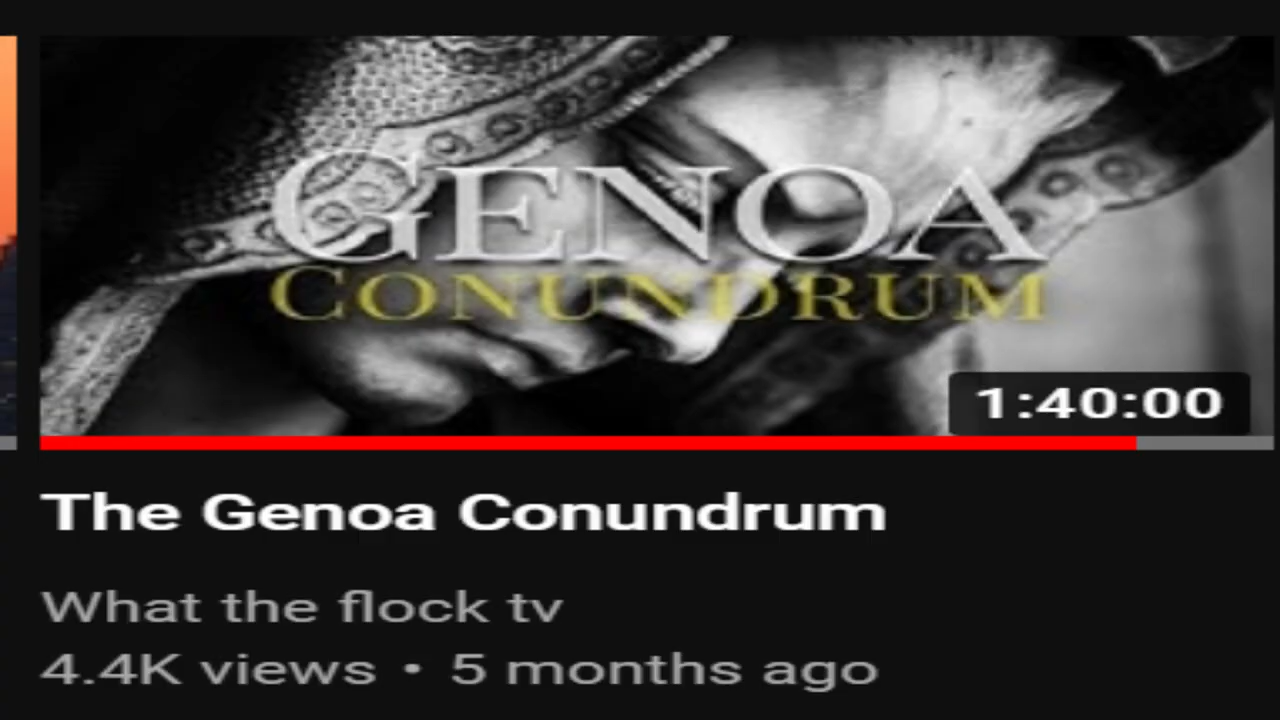 GENOA
CONUNDRUM
1:40:00
The Genoa Conundrum
What the flock tv
4.4K views • 5 months ago